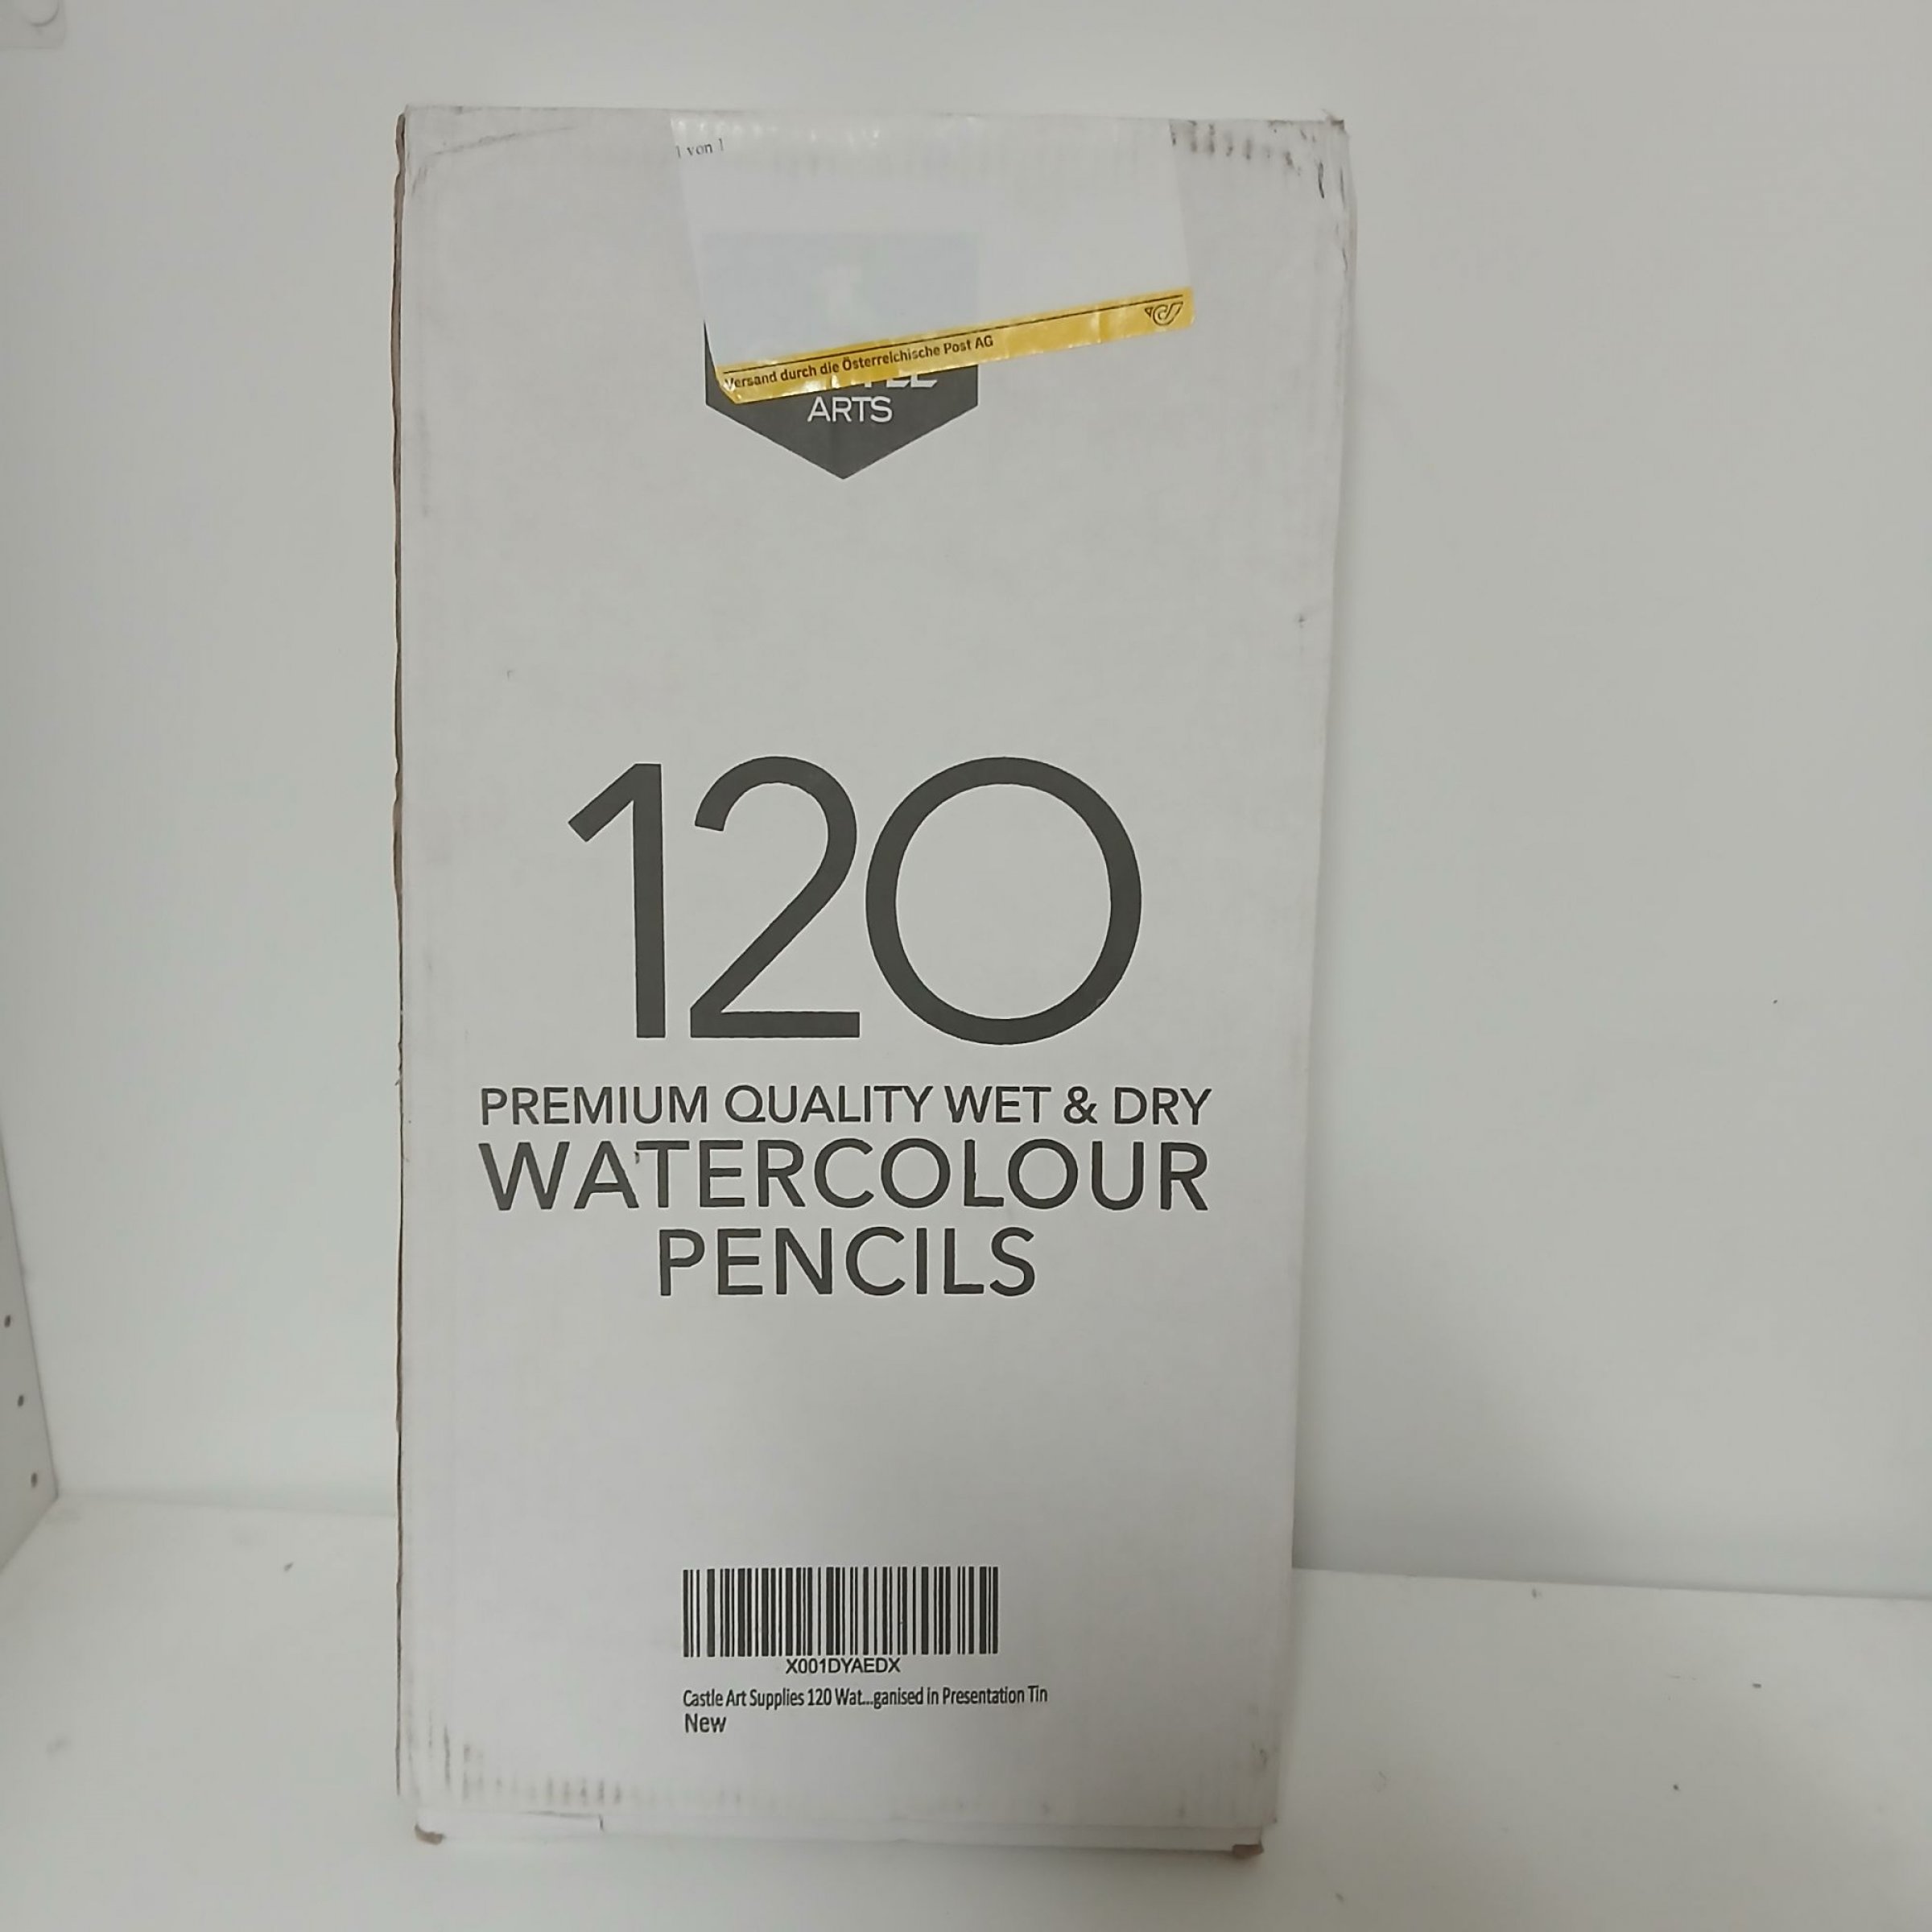 1 von 1
Versand durch die Österreichische Post AG
ARTS
120
PREMIUM QUALITY WET & DRY
WATERCOLOUR
PENCILS
X001DYAEDX
Castle Art Supplies 120 Wat...ganised in Presentation Tin
New